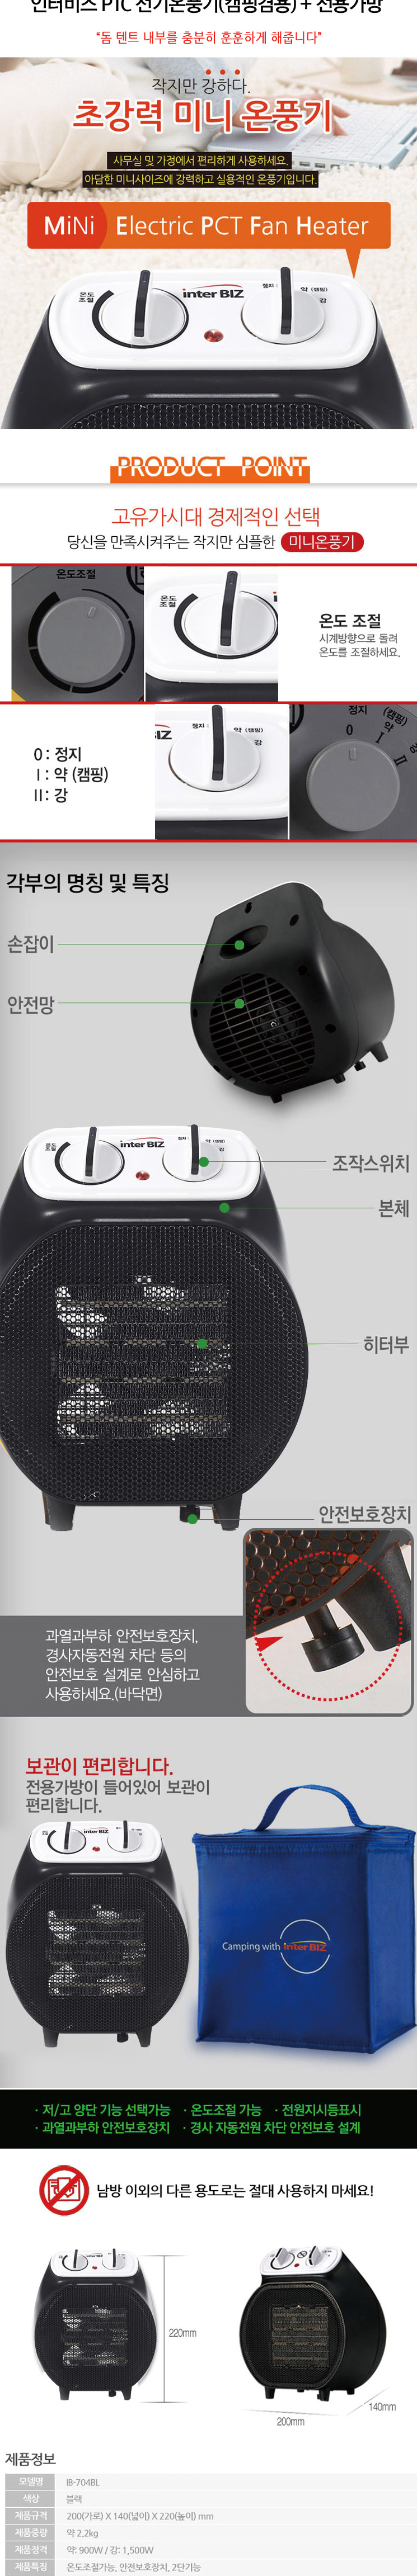 인터비즈 PTC 전기온풍기(캠핑겸용) + 전용가방
“돔 텐트 내부를 충분히 훈훈하게 해줍니다”
작지만 강하다.
초강력 미니 온풍기
사무실 및 가정에서 편리하게 사용하세요.
아담한 미니사이즈에 강력하고 실용적인 온풍기입니다.
MiNi Electric PCT Fan Heater
온도
조절
inter BIZ
정지
약 (캠핑)
강
PRODUCT POINT
고유가시대 경제적인 선택
당신을 만족시켜주는 작지만 심플한 미니온풍기
온도조절
온도
조절
온도 조절
시계방향으로 돌려
온도를 조절하세요.
0 : 정지
I : 약 (캠핑)
II : 강
IZ
정지
약 (캠핑)
강
정지
(캠핑)
약
강
0
I
II
각부의 명칭 및 특징
손잡이
안전망
온도
조절
inter BIZ
조작스위치
본체
히터부
안전보호장치
과열과부하 안전보호장치,
경사자동전원 차단 등의
안전보호 설계로 안심하고
사용하세요.(바닥면)
보관이 편리합니다.
전용가방이 들어있어 보관이
편리합니다.
inter BIZ
Camping with inter BIZ
· 저/고 양단 기능 선택가능 · 온도조절 가능 · 전원지시등표시
· 과열과부하 안전보호장치 · 경사 자동전원 차단 안전보호 설계
남방 이외의 다른 용도로는 절대 사용하지 마세요!
220mm
200mm
140mm
제품정보
모델명 IB-704BL
색상 블랙
제품규격 200(가로) X 140(넓이) X 220(높이) mm
제품중량 약 2.2kg
제품정격 약: 900W / 강: 1,500W
제품특징 온도조절가능, 안전보호장치, 2단기능